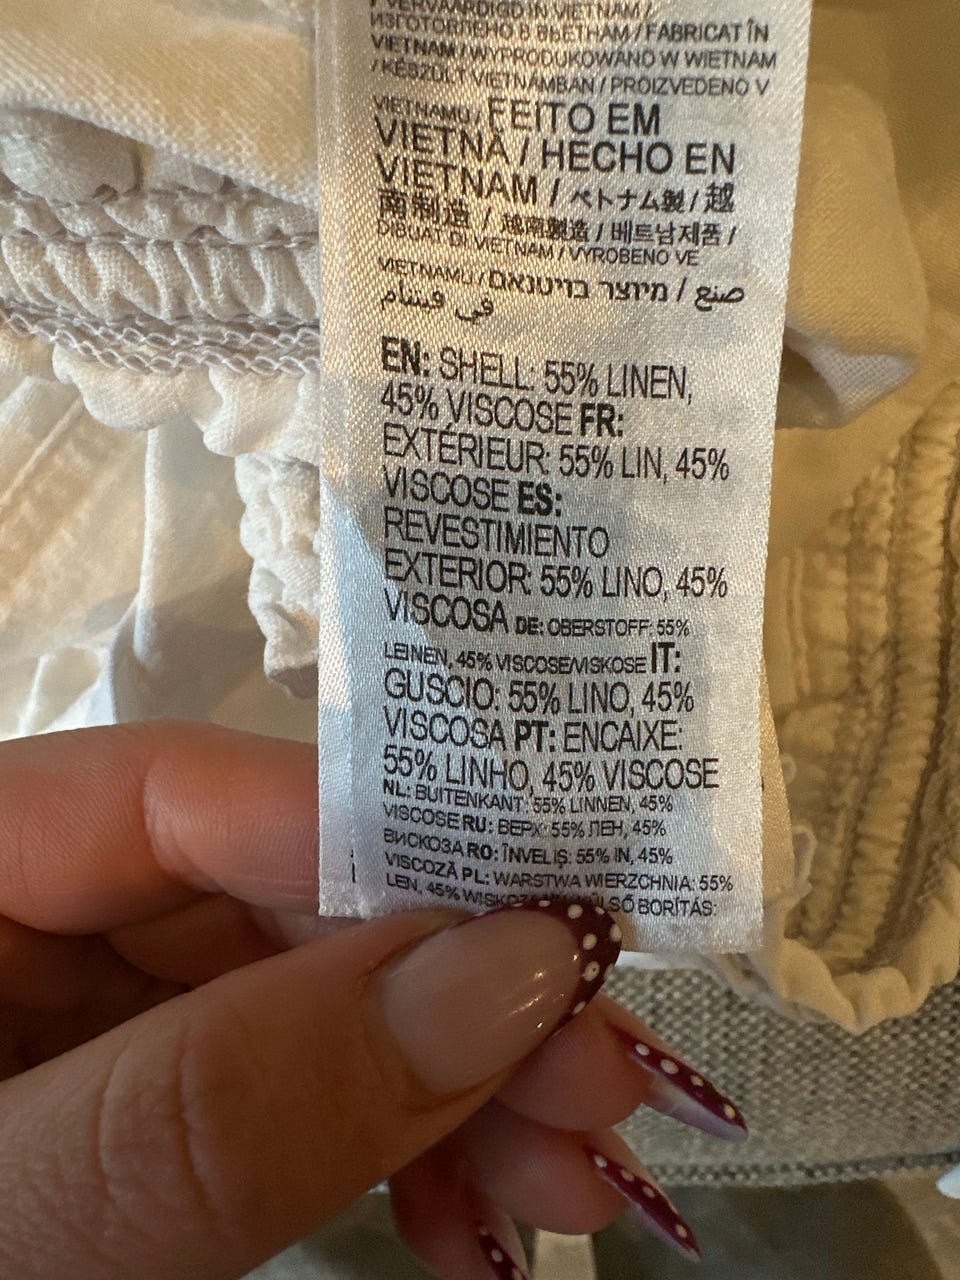 VERVAARDIGD IN VIETNAM /
ИЗГОТОВЛЕНО В ВЬЕТНАМ / FABRICAT ÎN
VIETNAM / WYPRODUKOWANO W WIETNAM
/ KÉSZÜLT VIETNÁMBAN / PROIZVEDENO V
VIETNAMU / FEITO EM
VIETNÃ / HECHO EN
VIETNAM / ベトナム製 / 越
南制造 / 越南製造 / 베트남제품 /
DIBUAT DI VIETNAM / VYROBENO VE
VIETNAMU / מיוצר בויטנאם / صنع
في فيتنام
EN: SHELL: 55% LINEN,
45% VISCOSE FR:
EXTÉRIEUR: 55% LIN, 45%
VISCOSE ES:
REVESTIMIENTO
EXTERIOR: 55% LINO, 45%
VISCOSA DE: OBERSTOFF: 55%
LEINEN, 45% VISCOSE/VISKOSE IT:
GUSCIO: 55% LINO, 45%
VISCOSA PT: ENCAIXE:
55% LINHO, 45% VISCOSE
NL: BUITENKANT: 55% LINNEN, 45%
VISCOSE RU: ВЕРХ: 55% ЛЕН, 45%
ВИСКОЗА RO: ÎNVELIŞ: 55% IN, 45%
VISCOZĂ PL: WARSTWA WIERZCHNIA: 55%
LEN, 45% BORÍTÁS: